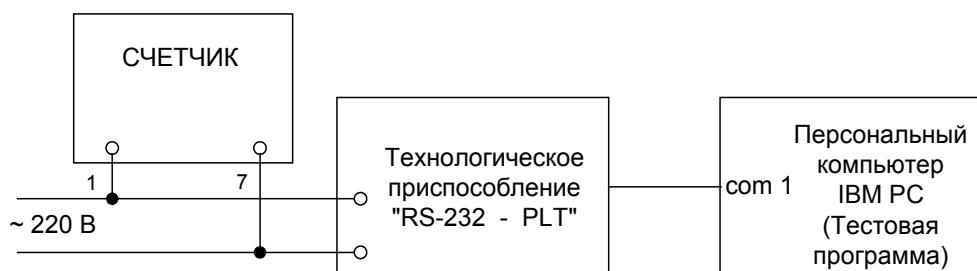 СЧЕТЧИК
1
7
~ 220 В
Технологическое
приспособление
"RS-232 - PLT"
com 1
Персональный
компьютер
IBM PC
(Тестовая
программа)